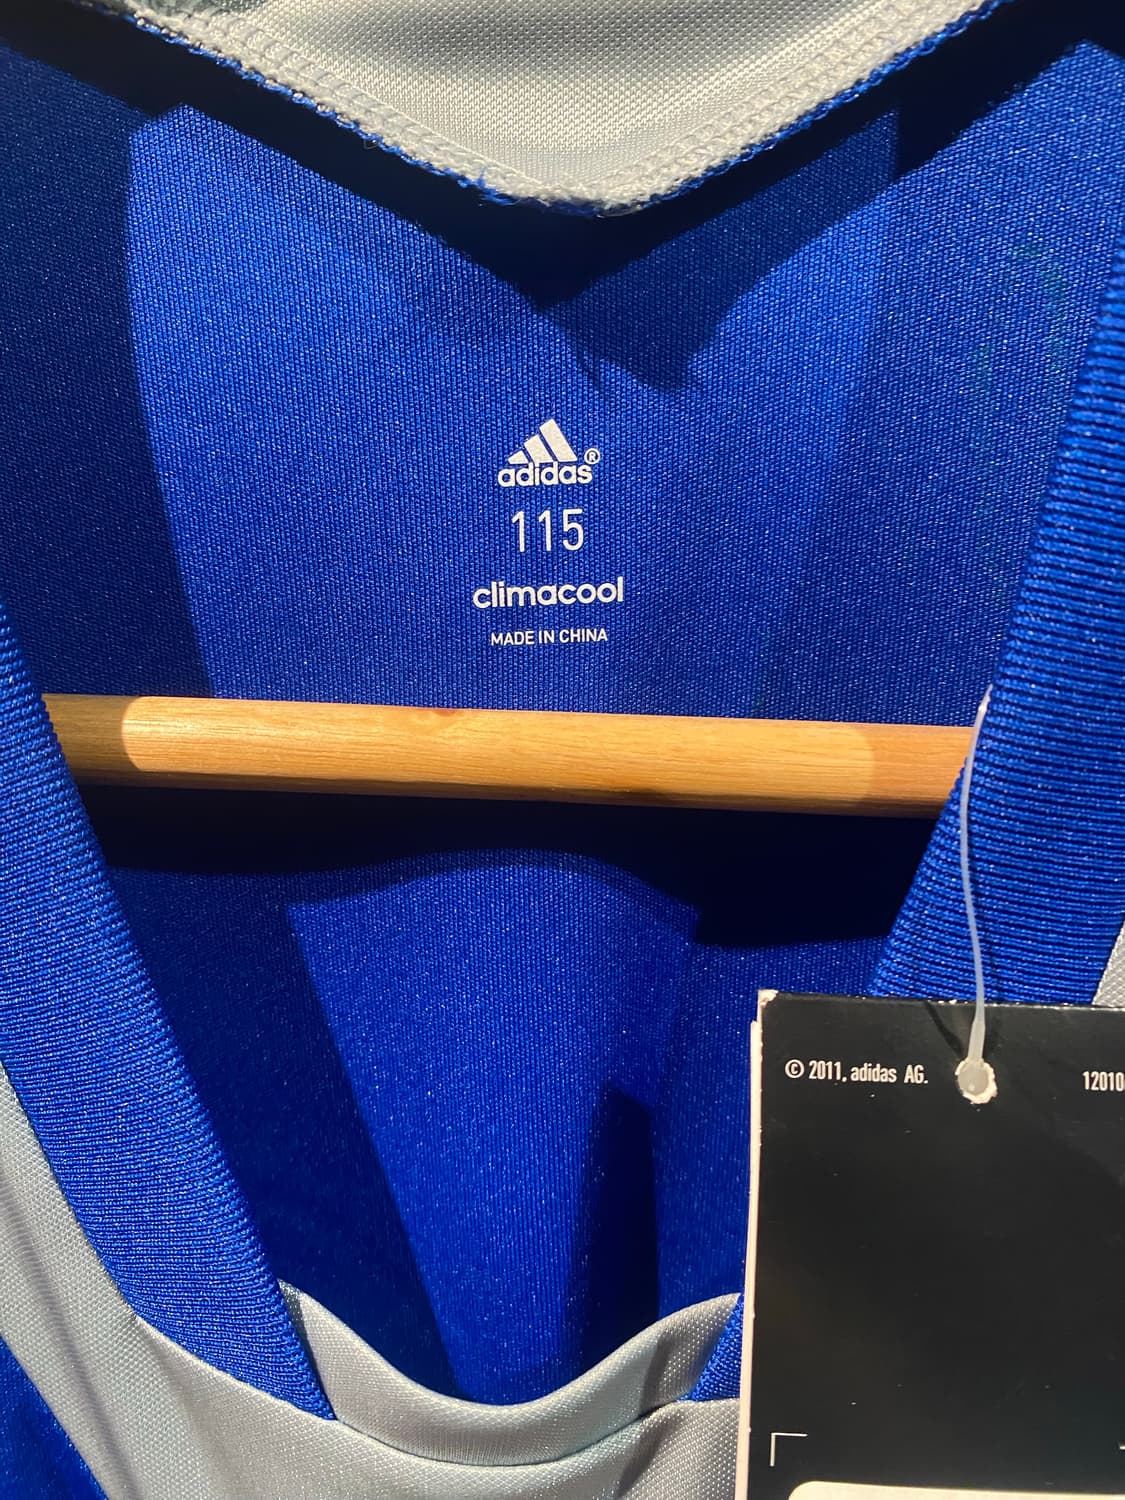 adidas®
115
climacool
MADE IN CHINA
© 2011, adidas AG.
12010